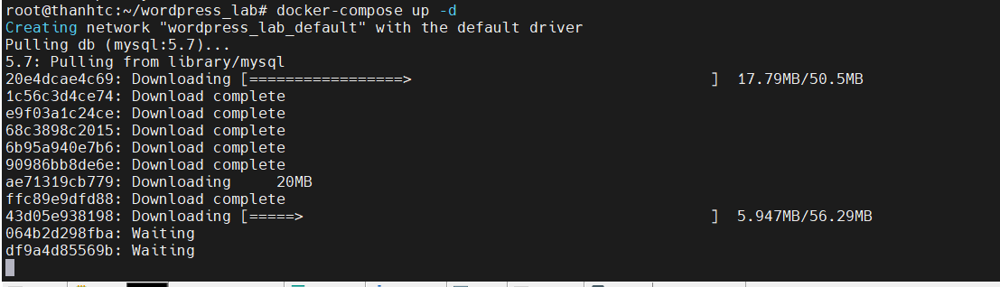 root@thanhtc:~/wordpress_lab# docker-compose up -d
Creating network "wordpress_lab_default" with the default driver
Pulling db (mysql:5.7)...
5.7: Pulling from library/mysql
20e4dcae4c69: Downloading [=================>                                 ]  17.79MB/50.5MB
1c56c3d4ce74: Download complete
e9f03a1c24ce: Download complete
68c3898c2015: Download complete
6b95a940e7b6: Download complete
90986bb8de6e: Download complete
ae71319cb779: Downloading     20MB
ffc89e9dfd88: Download complete
43d05e938198: Downloading [=====>                                             ]  5.947MB/56.29MB
064b2d298fba: Waiting
df9a4d85569b: Waiting